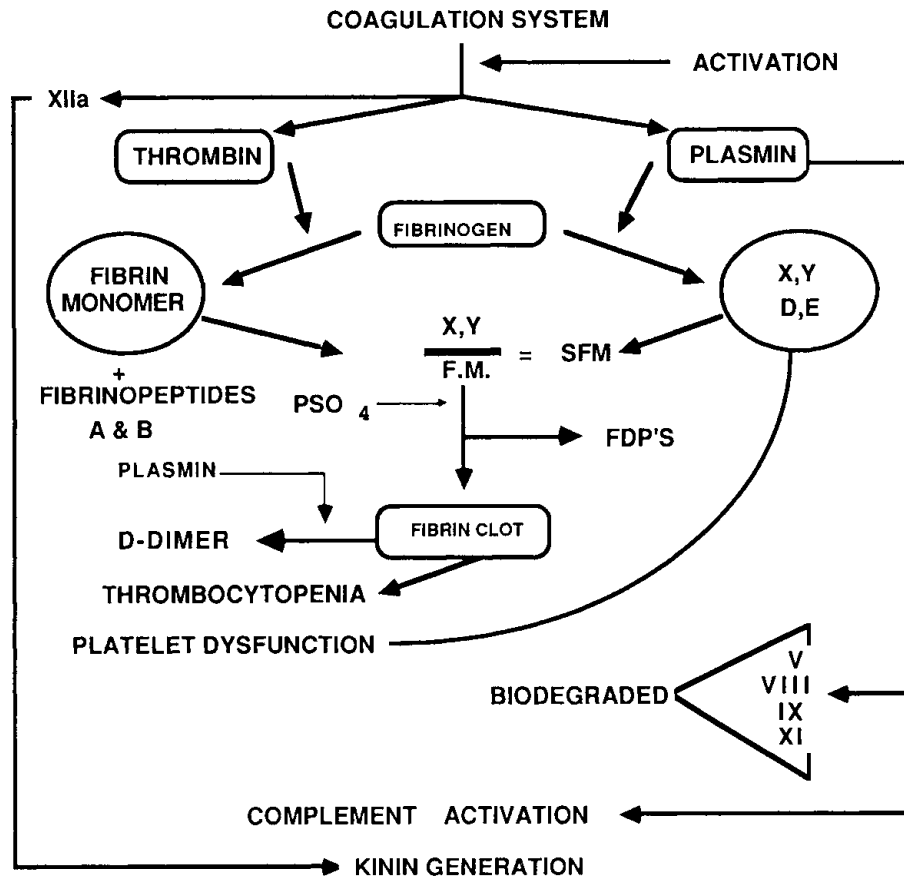 COAGULATION SYSTEM
ACTIVATION
XIIa
THROMBIN
PLASMIN
FIBRINOGEN
FIBRIN
MONOMER
X,Y
D,E
X,Y
F.M.
= SFM
+
FIBRINOPEPTIDES
A & B
PSO 4
FDP'S
PLASMIN
FIBRIN CLOT
D-DIMER
THROMBOCYTOPENIA
PLATELET DYSFUNCTION
BIODEGRADED
V
VIII
IX
XI
COMPLEMENT ACTIVATION
KININ GENERATION